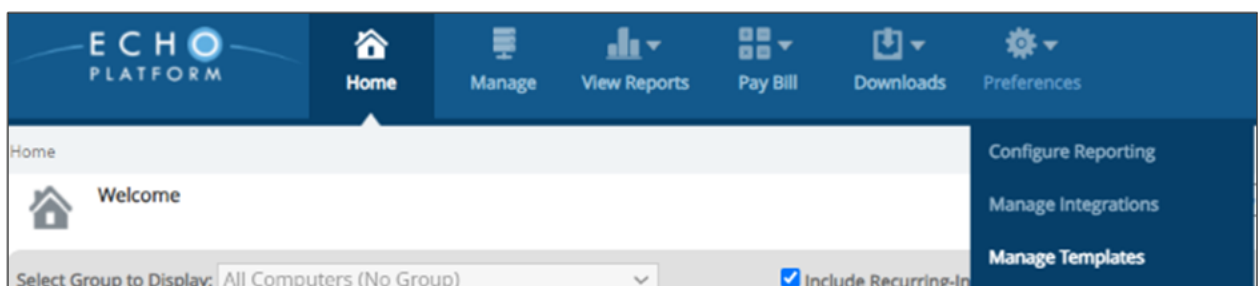 ECHO
PLATFORM
Home
Manage
View Reports
Pay Bill
Downloads
Preferences
Home
Configure Reporting
Welcome
Manage Integrations
Manage Templates
Select Group to Display: All Computers (No Group)
Include Recurring-In